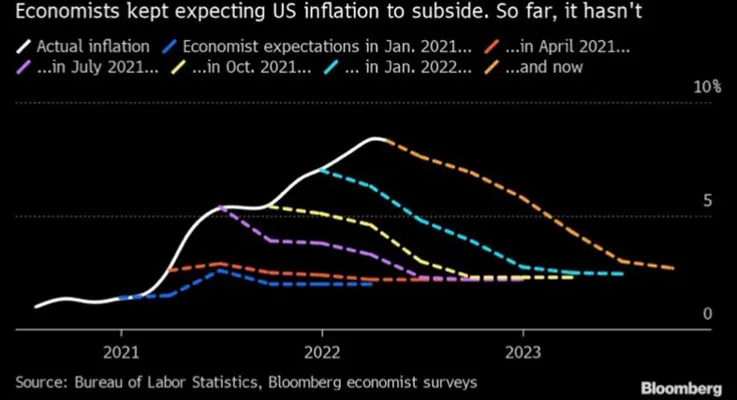 Economists kept expecting US inflation to subside. So far, it hasn't
Actual inflation Economist expectations in Jan. 2021... ...in April 2021...
...in July 2021... ...in Oct. 2021... ... in Jan. 2022... ...and now
10%
5
0
2021 2022 2023
Source: Bureau of Labor Statistics, Bloomberg economist surveys
Bloomberg